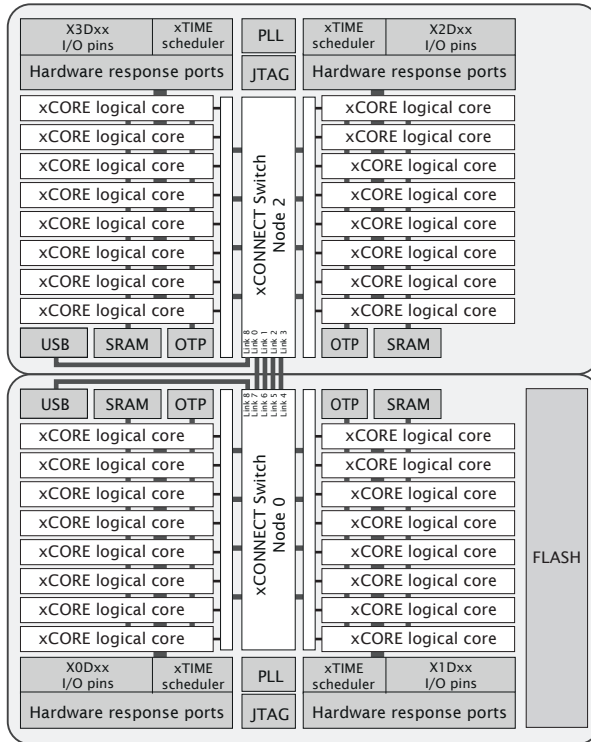 X3Dxx
I/O pins
xTIME
scheduler
PLL
xTIME
scheduler
X2Dxx
I/O pins
Hardware response ports
JTAG
Hardware response ports
xCORE logical core
xCORE logical core
xCORE logical core
xCORE logical core
xCORE logical core
xCORE logical core
xCORE logical core
xCORE logical core
xCONNECT Switch
Node 2
xCORE logical core
xCORE logical core
xCORE logical core
xCORE logical core
xCORE logical core
xCORE logical core
xCORE logical core
xCORE logical core
USB
SRAM
OTP
Link 8
Link 0
Link 1
Link 2
Link 3
OTP
SRAM
USB
SRAM
OTP
Link 8
Link 7
Link 6
Link 5
Link 4
OTP
SRAM
xCORE logical core
xCORE logical core
xCORE logical core
xCORE logical core
xCORE logical core
xCORE logical core
xCORE logical core
xCORE logical core
xCONNECT Switch
Node 0
xCORE logical core
xCORE logical core
xCORE logical core
xCORE logical core
xCORE logical core
xCORE logical core
xCORE logical core
xCORE logical core
FLASH
X0Dxx
I/O pins
xTIME
scheduler
PLL
xTIME
scheduler
X1Dxx
I/O pins
Hardware response ports
JTAG
Hardware response ports